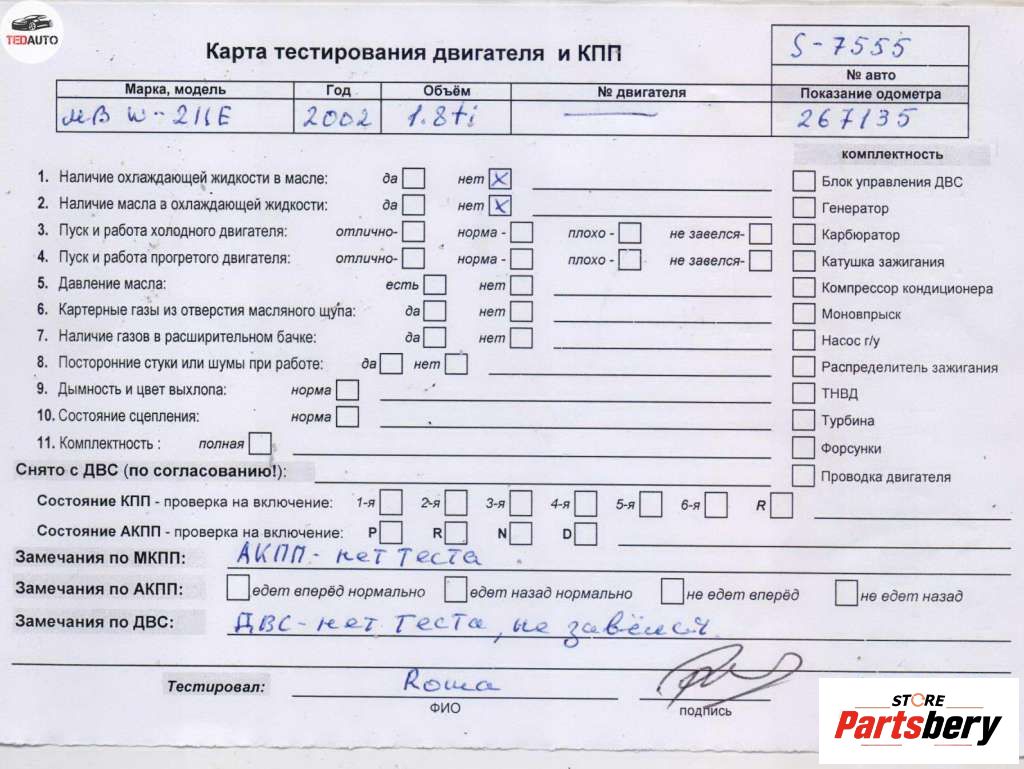 TEDAUTO
Карта тестирования двигателя и КПП
S-7555
№ авто
Марка, модель Год Объём № двигателя Показание одометра
МВ W-211Е 2002 1.8ti — 267135
комплектность
1. Наличие охлаждающей жидкости в масле: да нет x
2. Наличие масла в охлаждающей жидкости: да нет x
3. Пуск и работа холодного двигателя: отлично- норма - плохо - не завелся-
4. Пуск и работа прогретого двигателя: отлично- норма - плохо - не завелся-
5. Давление масла: есть нет
6. Картерные газы из отверстия масляного щупа: да нет
7. Наличие газов в расширительном бачке: да нет
8. Посторонние стуки или шумы при работе: да нет
9. Дымность и цвет выхлопа: норма
10. Состояние сцепления: норма
11. Комплектность : полная
Блок управления ДВС
Генератор
Карбюратор
Катушка зажигания
Компрессор кондиционера
Моновпрыск
Насос г/у
Распределитель зажигания
ТНВД
Турбина
Форсунки
Проводка двигателя
Снято с ДВС (по согласованию!):
Состояние КПП - проверка на включение: 1-я 2-я 3-я 4-я 5-я 6-я R
Состояние АКПП - проверка на включение: P R N D
Замечания по МКПП: АКПП - нет теста .
Замечания по АКПП: едет вперёд нормально едет назад нормально не едет вперёд не едет назад
Замечания по ДВС: ДВС - нет теста, не завёлся.
Тестировал: Roma
ФИО подпись
STORE
Partsbery